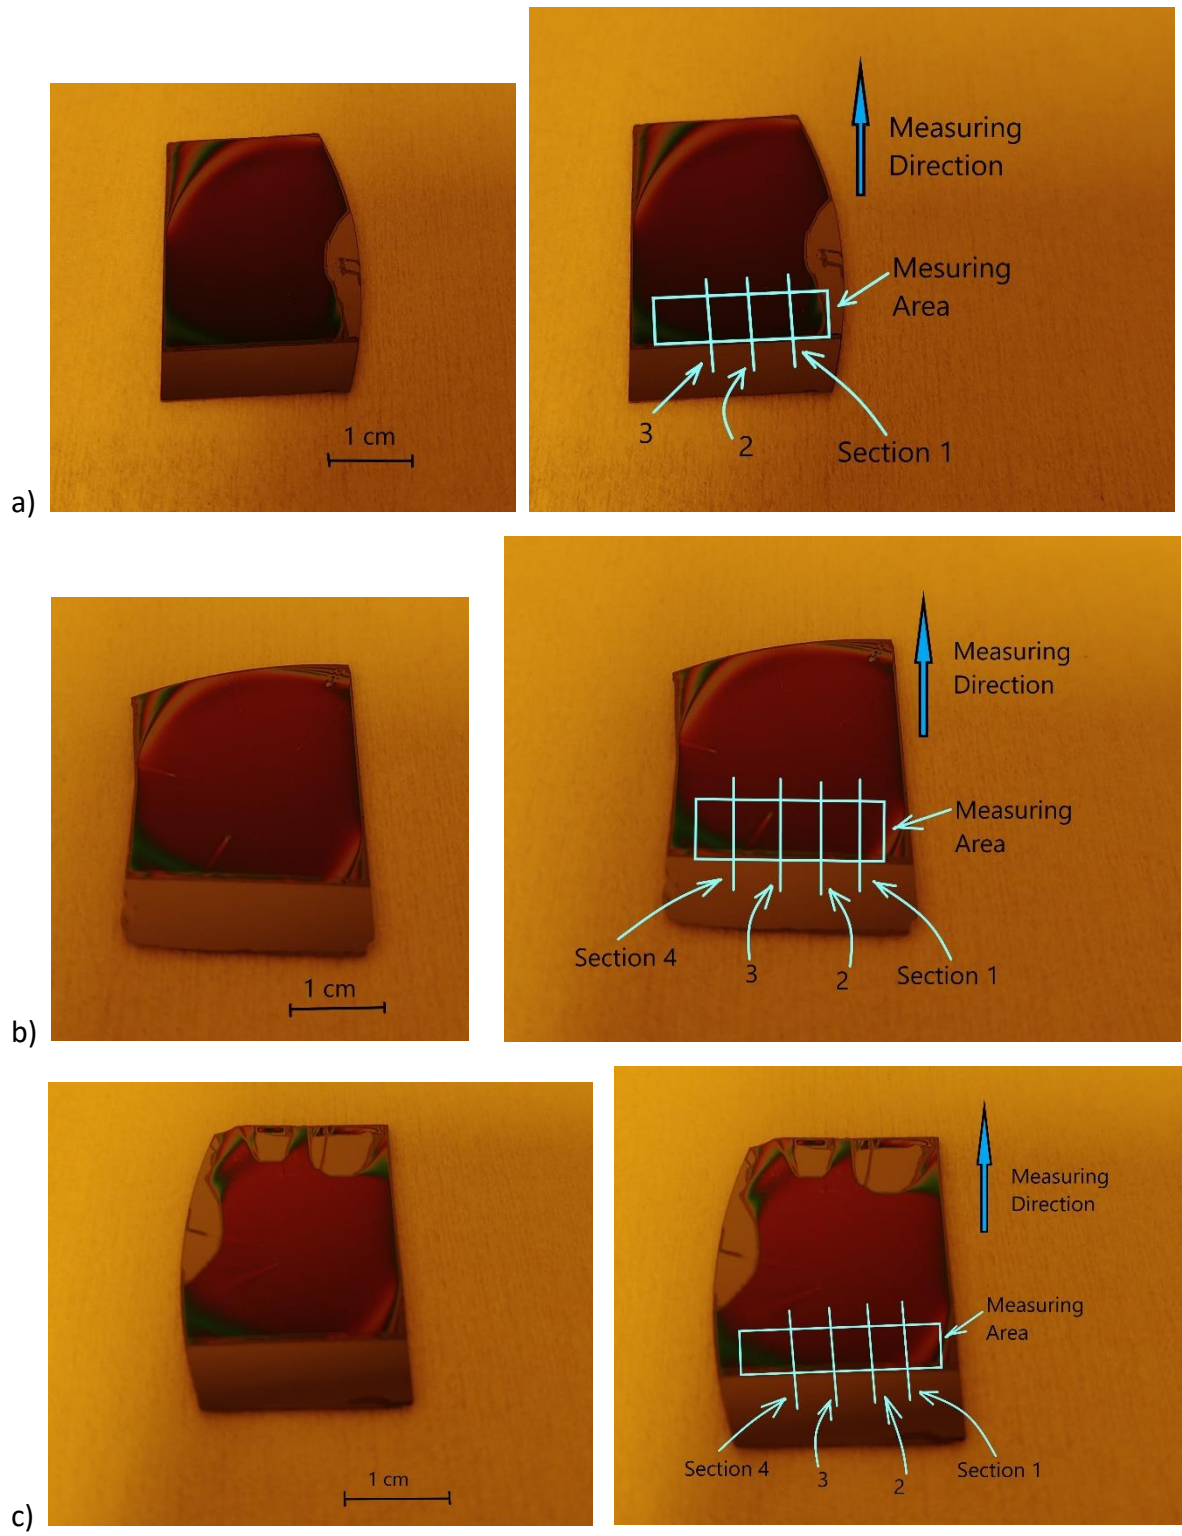 1 cm
a)
Measuring
Direction
Mesuring
Area
3
2
Section 1
1 cm
b)
Measuring
Direction
Measuring
Area
Section 4
3
2
Section 1
1 cm
c)
Measuring
Direction
Measuring
Area
Section 4
3
2
Section 1